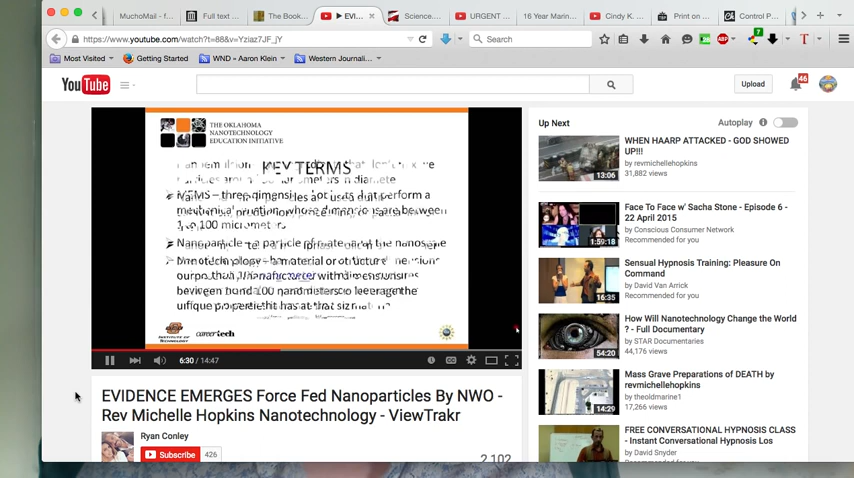 MuchoMail - f...
Full text ..
The Book...
EVI...
Science....
URGENT ...
16 Year Marin..
Cindy K. ..
Print on ..
Control P..
https://www.youtube.com/watch?t=88&v=Yziaz7JF_jY
Search
46
Most Visited
Getting Started
WND – Aaron Klein
Western Journali...
YouTube
Upload
THE OKLAHOMA
NANOTECHNOLOGY
EDUCATION INITIATIVE
KEY TERMS
careertech
6:30 / 14:47
EVIDENCE EMERGES Force Fed Nanoparticles By NWO -
Rev Michelle Hopkins Nanotechnology - ViewTrakr
Ryan Conley
Subscribe
426
2,102
Up Next
Autoplay
13:06
WHEN HAARP ATTACKED - GOD SHOWED
UP!!!
by revmichellehopkins
31,882 views
1:59:18
Face To Face w' Sacha Stone - Episode 6 -
22 April 2015
by Conscious Consumer Network
Recommended for you
16:35
Sensual Hypnosis Training: Pleasure On
Command
by David Van Arrick
Recommended for you
54:20
How Will Nanotechnology Change the World
? - Full Documentary
by STAR Documentaries
44,176 views
14:29
Mass Grave Preparations of DEATH by
revmichellehopkins
by theoldmarine1
17,266 views
FREE CONVERSATIONAL HYPNOSIS CLASS
- Instant Conversational Hypnosis Los
by David Snyder